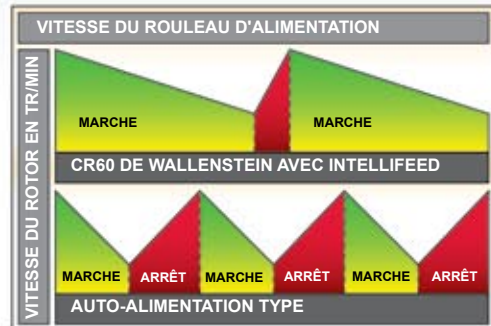 VITESSE DU ROULEAU D'ALIMENTATION
VITESSE DU ROTOR EN TR/MIN
MARCHE MARCHE
CR60 DE WALLENSTEIN AVEC INTELLIFEED
MARCHE ARRÊT MARCHE ARRÊT MARCHE ARRÊT
AUTO-ALIMENTATION TYPE